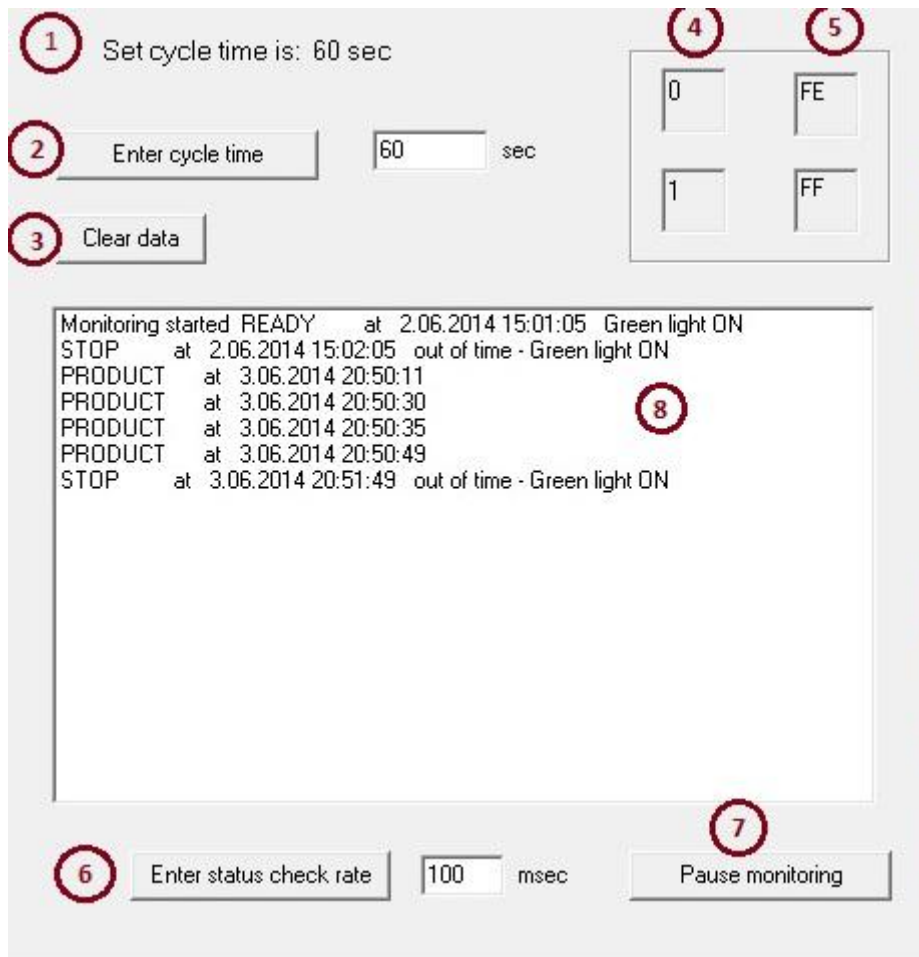 1 Set cycle time is: 60 sec
4 5
0 FE
2 Enter cycle time 60 sec
1 FF
3 Clear data
Monitoring started READY at 2.06.2014 15:01:05 Green light ON
STOP at 2.06.2014 15:02:05 out of time - Green light ON
PRODUCT at 3.06.2014 20:50:11
PRODUCT at 3.06.2014 20:50:30
8
PRODUCT at 3.06.2014 20:50:35
PRODUCT at 3.06.2014 20:50:49
STOP at 3.06.2014 20:51:49 out of time - Green light ON
7
6 Enter status check rate 100 msec Pause monitoring